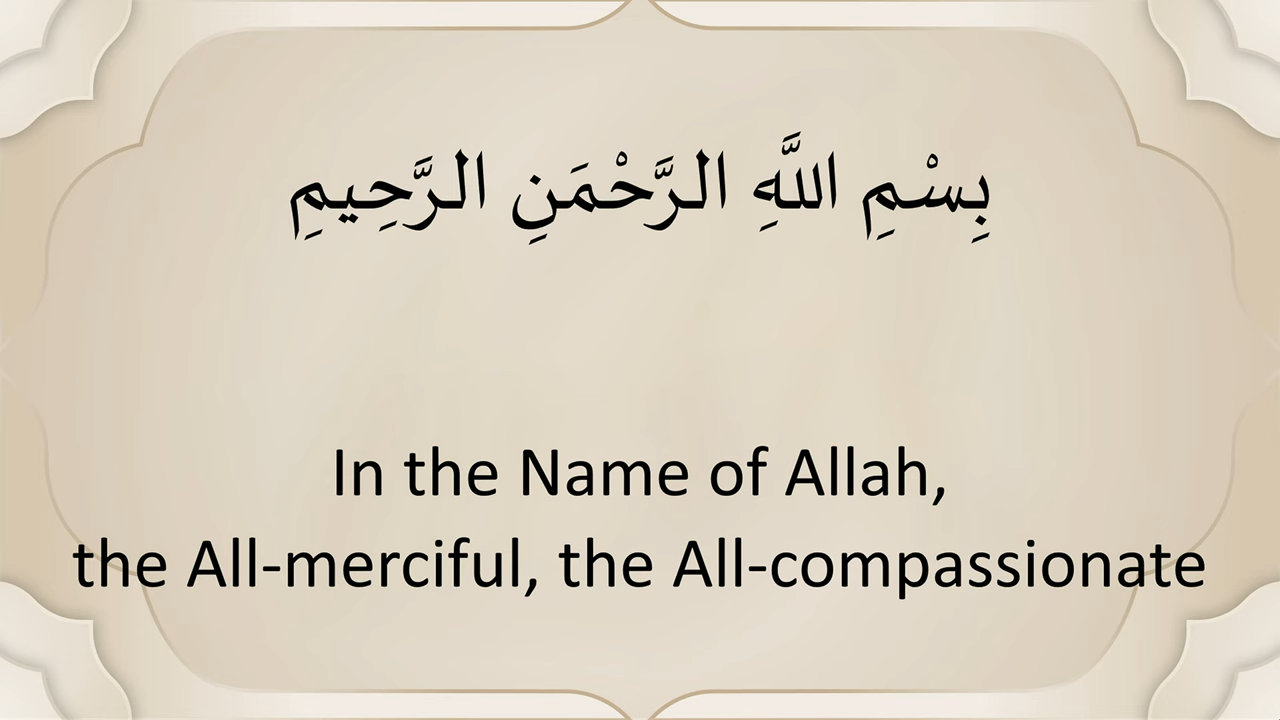 بِسْمِ اللَّهِ الرَّحْمَنِ الرَّحِيمِ
In the Name of Allah,
the All-merciful, the All-compassionate